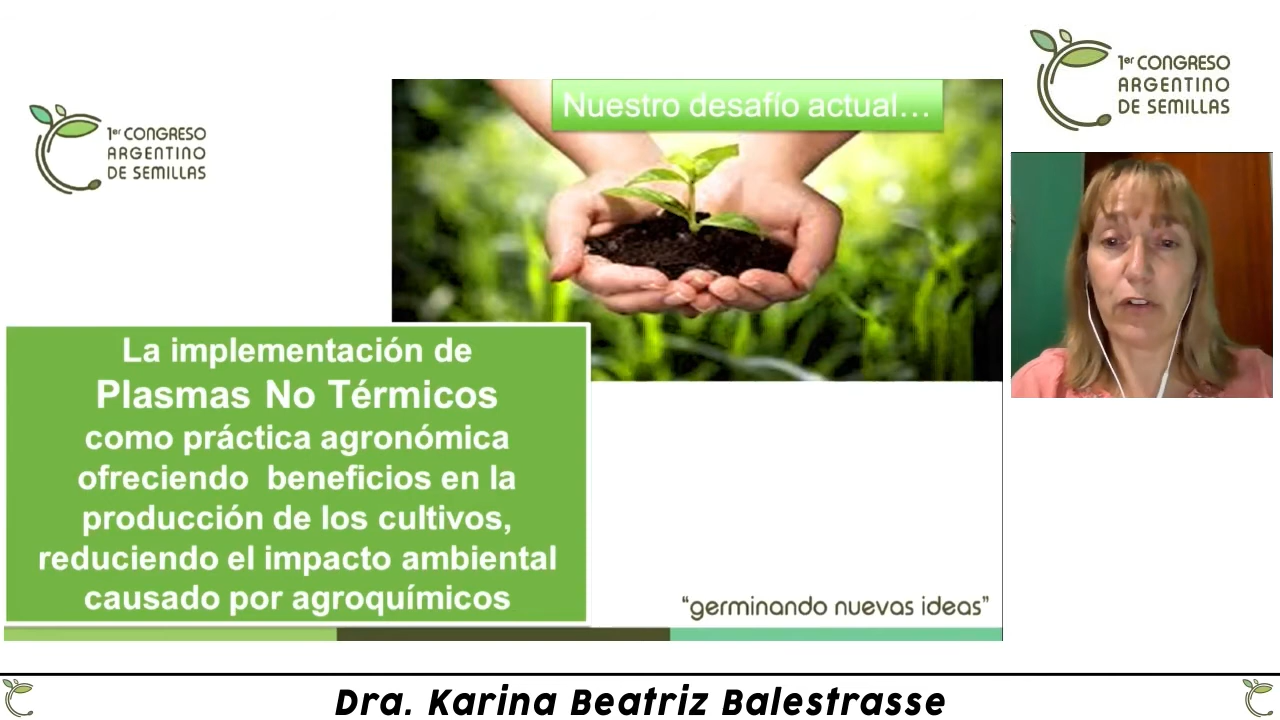 1er CONGRESO
ARGENTINO
DE SEMILLAS
Nuestro desafío actual...
La implementación de
Plasmas No Térmicos
como práctica agronómica
ofreciendo beneficios en la
producción de los cultivos,
reduciendo el impacto ambiental
causado por agroquímicos
“germinando nuevas ideas”
1er CONGRESO
ARGENTINO
DE SEMILLAS
Dra. Karina Beatriz Balestrasse